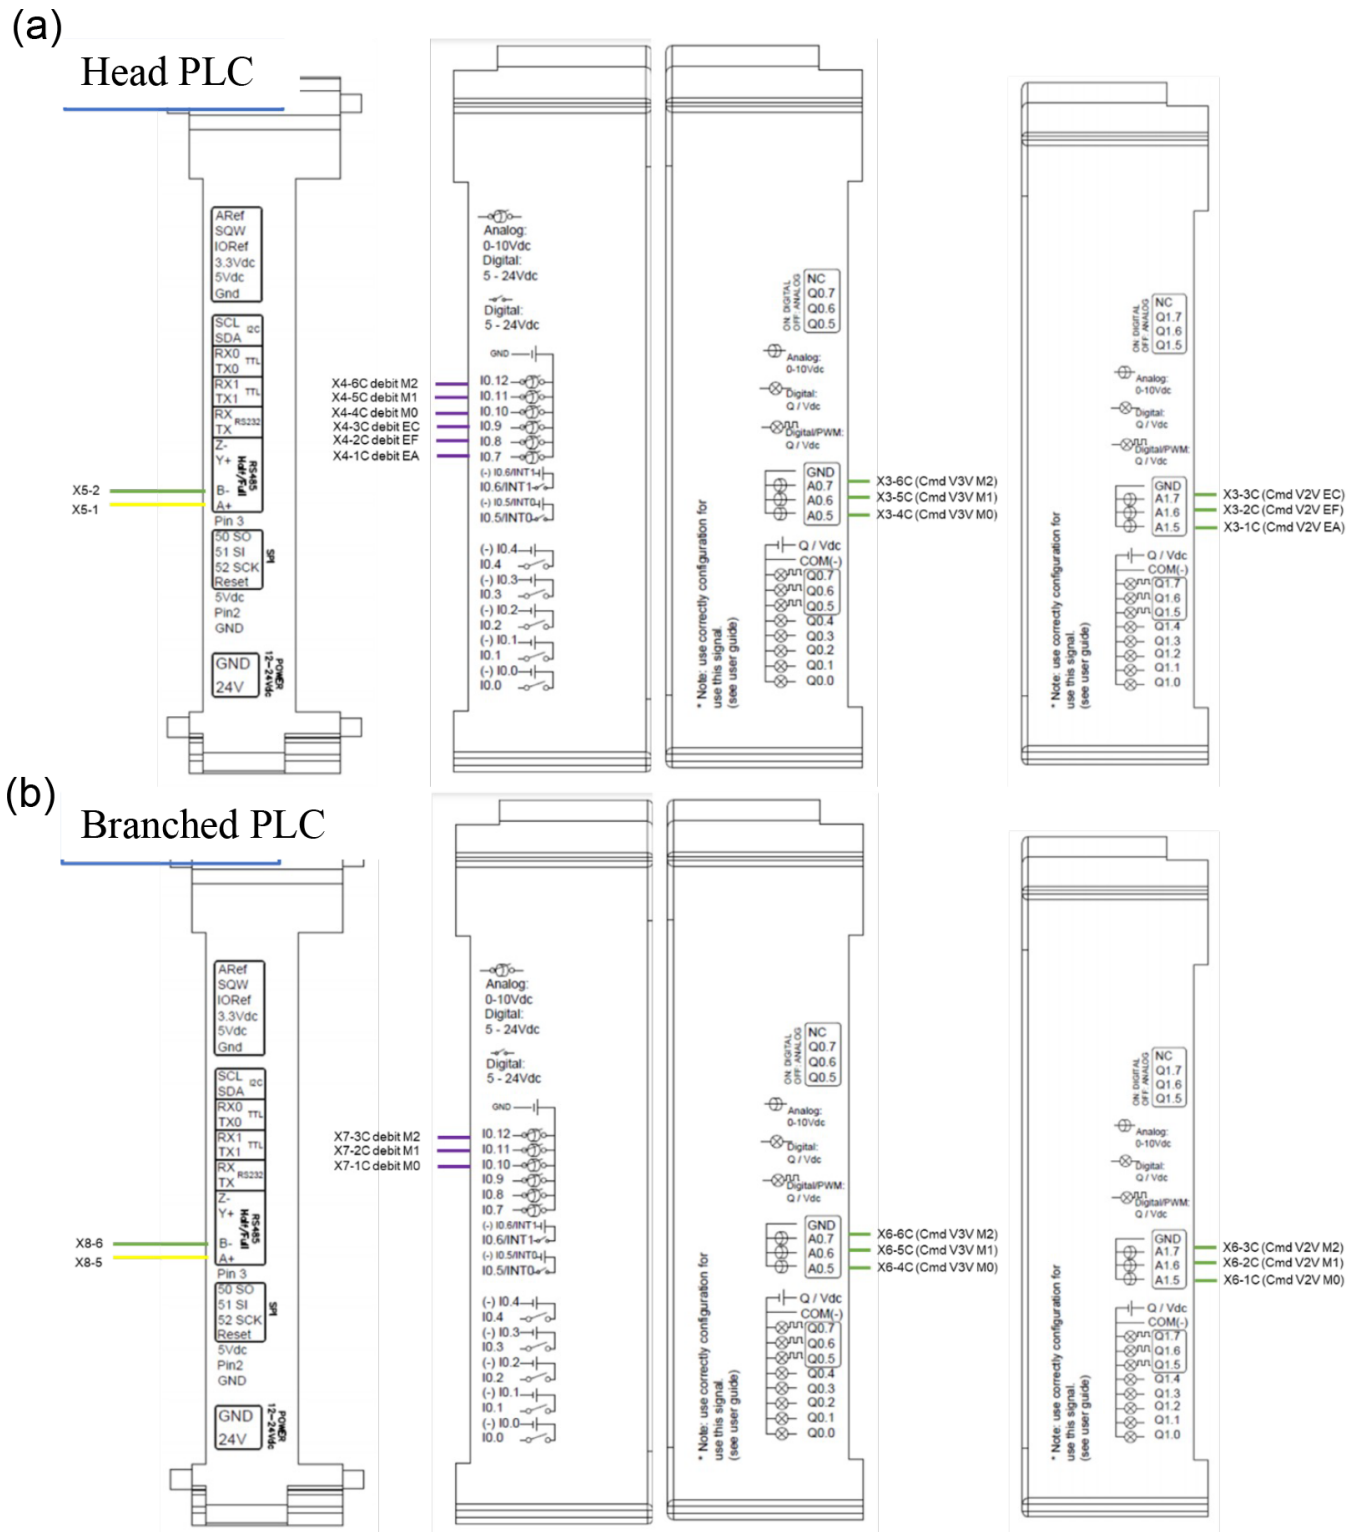 (a)
Head PLC
ARef
SQW
IORef
3.3Vdc
5Vdc
Gnd
SCL I2C
SDA
RX0 TTL
TX0
RX1 TTL
TX1
RX RS232
TX
Z-
Y+
B-
A+
RS485
Half/Full
X5-2
X5-1
Pin 3
50 SO
51 SI
52 SCK
Reset
SPI
5Vdc
Pin2
GND
GND
24V
POWER
12-24Vdc
Analog:
0-10Vdc
Digital:
5 - 24Vdc
Digital:
5 - 24Vdc
GND
X4-6C debit M2 I0.12
X4-5C debit M1 I0.11
X4-4C debit M0 I0.10
X4-3C debit EC I0.9
X4-2C debit EF I0.8
X4-1C debit EA I0.7
(-) I0.6/INT1
I0.6/INT1
(-) I0.5/INT0
I0.5/INT0
(-) I0.4
I0.4
(-) I0.3
I0.3
(-) I0.2
I0.2
(-) I0.1
I0.1
(-) I0.0
I0.0
ON: DIGITAL
OFF: ANALOG
NC
Q0.7
Q0.6
Q0.5
Analog:
0-10Vdc
Digital:
Q / Vdc
Digital/PWM:
Q / Vdc
GND
A0.7 X3-6C (Cmd V3V M2)
A0.6 X3-5C (Cmd V3V M1)
A0.5 X3-4C (Cmd V3V M0)
Q / Vdc
COM(-)
Q0.7
Q0.6
Q0.5
Q0.4
Q0.3
Q0.2
Q0.1
Q0.0
* Note: use correctly configuration for
use this signal.
(see user guide)
ON: DIGITAL
OFF: ANALOG
NC
Q1.7
Q1.6
Q1.5
Analog:
0-10Vdc
Digital:
Q / Vdc
Digital/PWM:
Q / Vdc
GND
A1.7 X3-3C (Cmd V2V EC)
A1.6 X3-2C (Cmd V2V EF)
A1.5 X3-1C (Cmd V2V EA)
Q / Vdc
COM(-)
Q1.7
Q1.6
Q1.5
Q1.4
Q1.3
Q1.2
Q1.1
Q1.0
* Note: use correctly configuration for
use this signal.
(see user guide)
(b)
Branched PLC
ARef
SQW
IORef
3.3Vdc
5Vdc
Gnd
SCL I2C
SDA
RX0 TTL
TX0
RX1 TTL
TX1
RX RS232
TX
Z-
Y+
B-
A+
RS485
Half/Full
X8-6
X8-5
Pin 3
50 SO
51 SI
52 SCK
Reset
SPI
5Vdc
Pin2
GND
GND
24V
POWER
12-24Vdc
Analog:
0-10Vdc
Digital:
5 - 24Vdc
Digital:
5 - 24Vdc
GND
X7-3C debit M2 I0.12
X7-2C debit M1 I0.11
X7-1C debit M0 I0.10
I0.9
I0.8
I0.7
(-) I0.6/INT1
I0.6/INT1
(-) I0.5/INT0
I0.5/INT0
(-) I0.4
I0.4
(-) I0.3
I0.3
(-) I0.2
I0.2
(-) I0.1
I0.1
(-) I0.0
I0.0
ON: DIGITAL
OFF: ANALOG
NC
Q0.7
Q0.6
Q0.5
Analog:
0-10Vdc
Digital:
Q / Vdc
Digital/PWM:
Q / Vdc
GND
A0.7 X6-6C (Cmd V3V M2)
A0.6 X6-5C (Cmd V3V M1)
A0.5 X6-4C (Cmd V3V M0)
Q / Vdc
COM(-)
Q0.7
Q0.6
Q0.5
Q0.4
Q0.3
Q0.2
Q0.1
Q0.0
* Note: use correctly configuration for
use this signal.
(see user guide)
ON: DIGITAL
OFF: ANALOG
NC
Q1.7
Q1.6
Q1.5
Analog:
0-10Vdc
Digital:
Q / Vdc
Digital/PWM:
Q / Vdc
GND
A1.7 X6-3C (Cmd V2V M2)
A1.6 X6-2C (Cmd V2V M1)
A1.5 X6-1C (Cmd V2V M0)
Q / Vdc
COM(-)
Q1.7
Q1.6
Q1.5
Q1.4
Q1.3
Q1.2
Q1.1
Q1.0
* Note: use correctly configuration for
use this signal.
(see user guide)